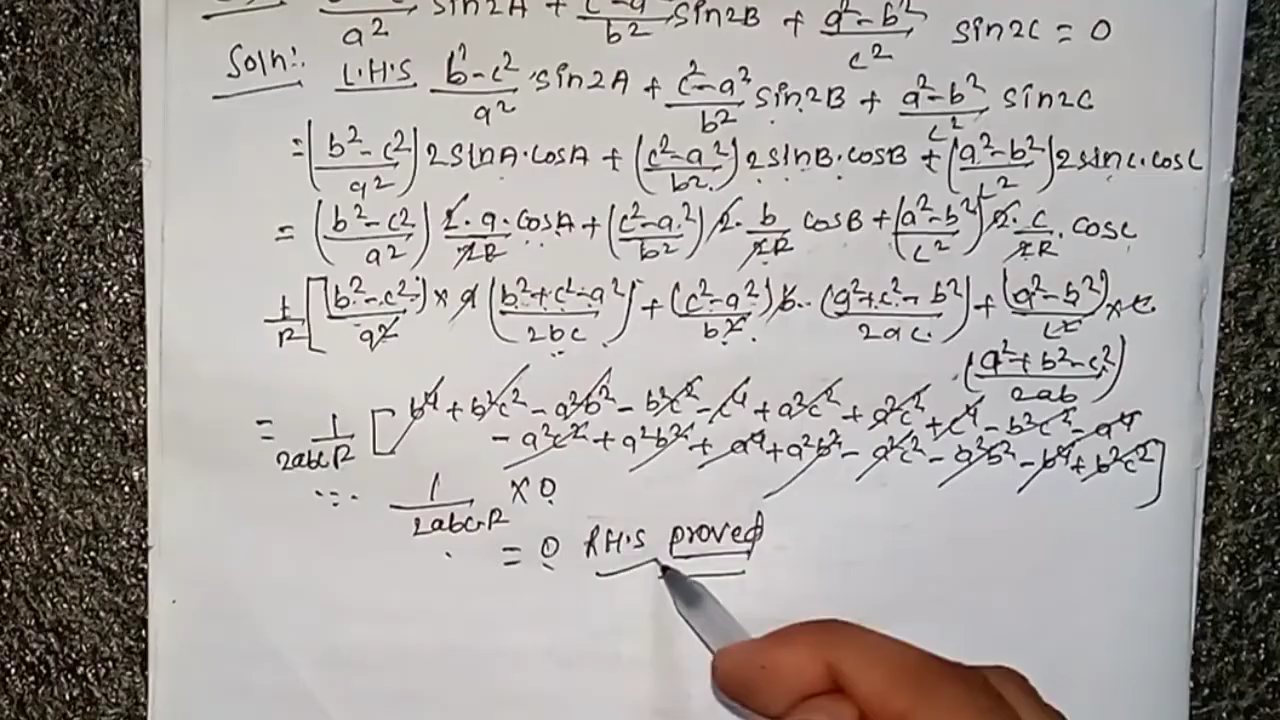 a² sin2A + c²-a²/b² sin2B + a²-b²/c² sin2C = 0
Soln: L.H.S b²-c²/a² · sin2A + c²-a²/b² sin2B + a²-b²/c² sin2C
= (b²-c²/a²) 2sinA·cosA + (c²-a²/b²) 2sinB·cosB + (a²-b²/c²) 2sinc·cosc
= (b²-c²/a²) 2·a/2R·cosA + (c²-a²/b²) 2·b/2R cosB + (a²-b²/c²) 2·c/2R·cosc
1/R [(b²-c²/a²) × a (b²+c²-a²/2bc) + (c²-a²/b²) b·(a²+c²-b²/2ac) + (a²-b²/c²) × c
(a²+b²-c²/2ab)
= 1/2abcR [b⁴ + b²c² - a²b² - b²c² - c⁴ + a²c² + a²c² + c⁴ - b²c² - a⁴
- a²c² + a²b² + a⁴ + a²b² - a²c² - a²b² - b⁴ + b²c²]
1/2abc·R × 0
= 0 RH·S proved